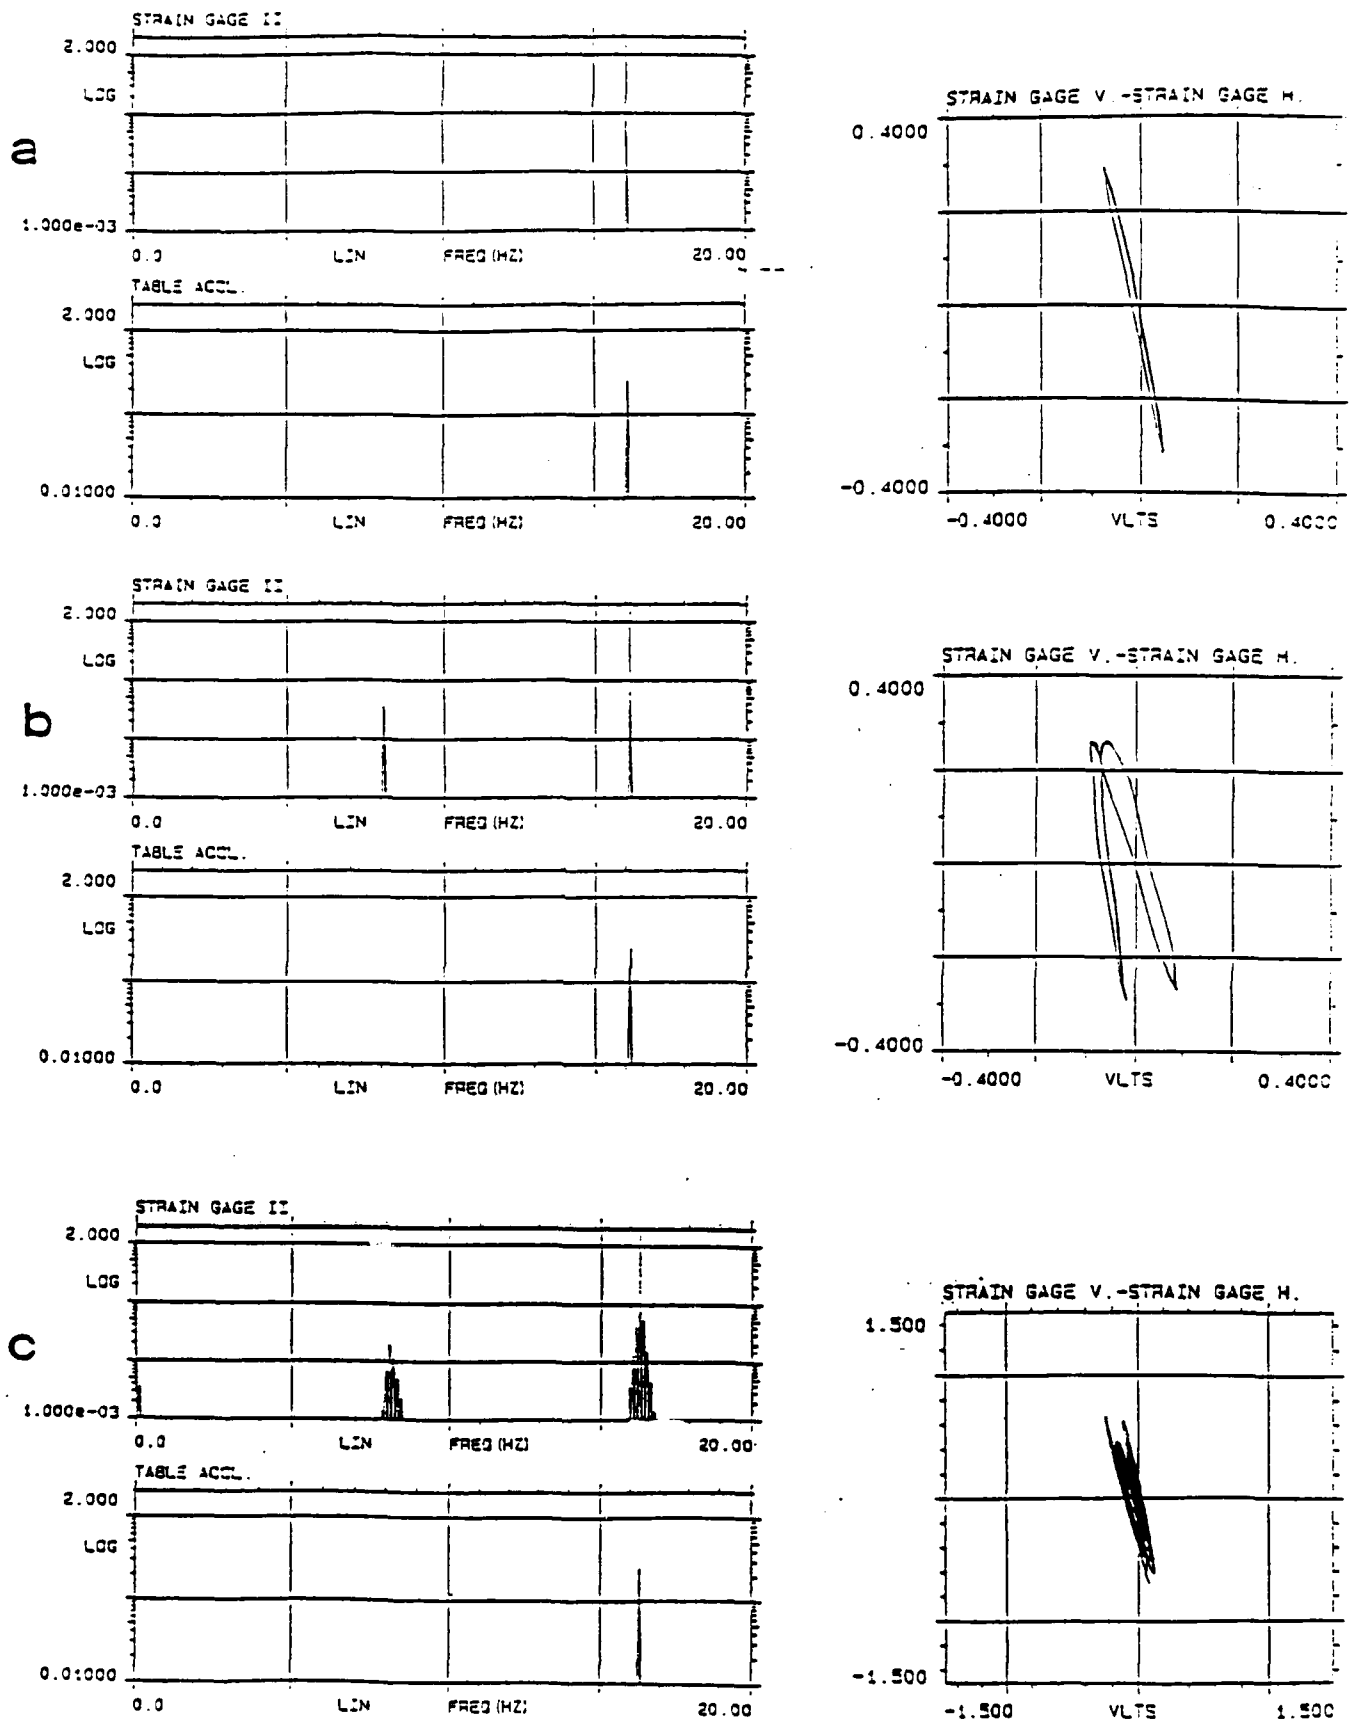 STRAIN GAGE II
2.000
LOG
a
1.000e-03
0.0 LIN FREQ(HZ) 20.00
TABLE ACCL.
2.000
LOG
0.01000
0.0 LIN FREQ(HZ) 20.00
STRAIN GAGE V.-STRAIN GAGE H.
0.4000
-0.4000
-0.4000 VLTS 0.4000
STRAIN GAGE II
2.000
LOG
b
1.000e-03
0.0 LIN FREQ(HZ) 20.00
TABLE ACCL.
2.000
LOG
0.01000
0.0 LIN FREQ(HZ) 20.00
STRAIN GAGE V.-STRAIN GAGE H.
0.4000
-0.4000
-0.4000 VLTS 0.4000
STRAIN GAGE II
2.000
LOG
c
1.000e-03
0.0 LIN FREQ(HZ) 20.00
TABLE ACCL.
2.000
LOG
0.01000
0.0 LIN FREQ(HZ) 20.00
STRAIN GAGE V.-STRAIN GAGE H.
1.500
-1.500
-1.500 VLTS 1.500